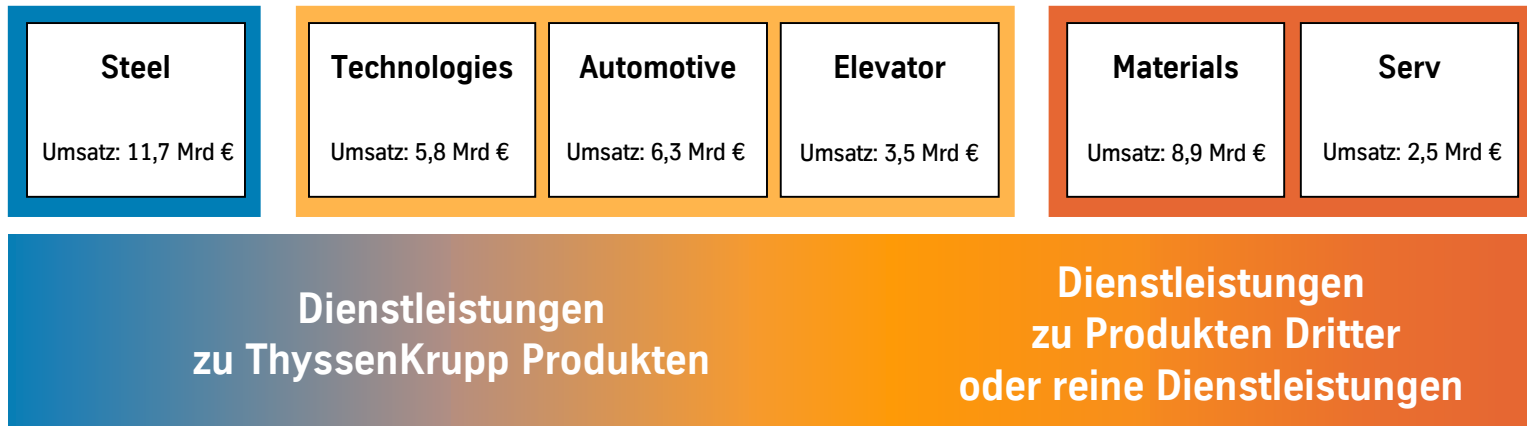 Steel
Umsatz: 11,7 Mrd €
Technologies
Umsatz: 5,8 Mrd €
Automotive
Umsatz: 6,3 Mrd €
Elevator
Umsatz: 3,5 Mrd €
Materials
Umsatz: 8,9 Mrd €
Serv
Umsatz: 2,5 Mrd €
Dienstleistungen
zu ThyssenKrupp Produkten
Dienstleistungen
zu Produkten Dritter
oder reine Dienstleistungen